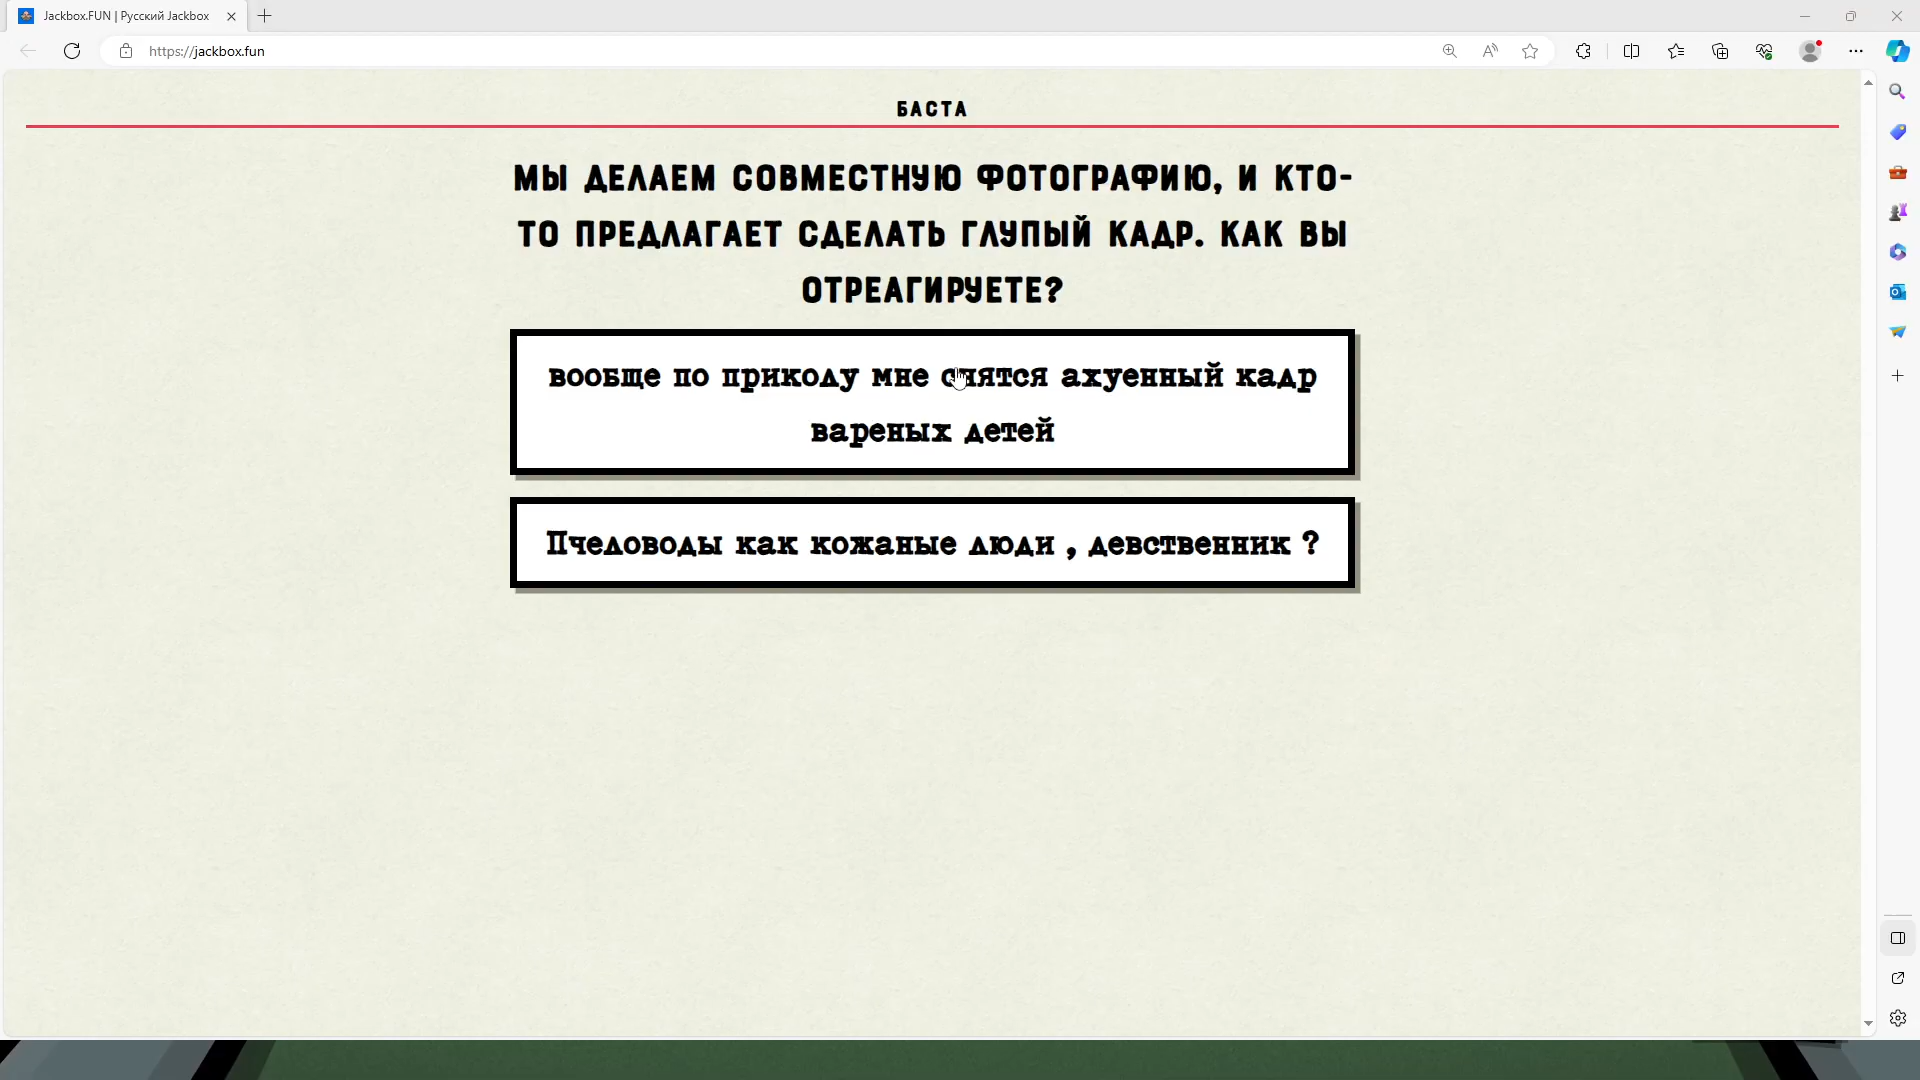 Jackbox.FUN | Русский Jackbox
https://jackbox.fun
БАСТА
МЫ ДЕЛАЕМ СОВМЕСТНУЮ ФОТОГРАФИЮ, И КТО-
ТО ПРЕДЛАГАЕТ СДЕЛАТЬ ГЛУПЫЙ КАДР. КАК ВЫ
ОТРЕАГИРУЕТЕ?
вообще по приколу мне снятся ахуенный кадр
вареных детей
Пчеловоды как кожаные люди , девственник ?